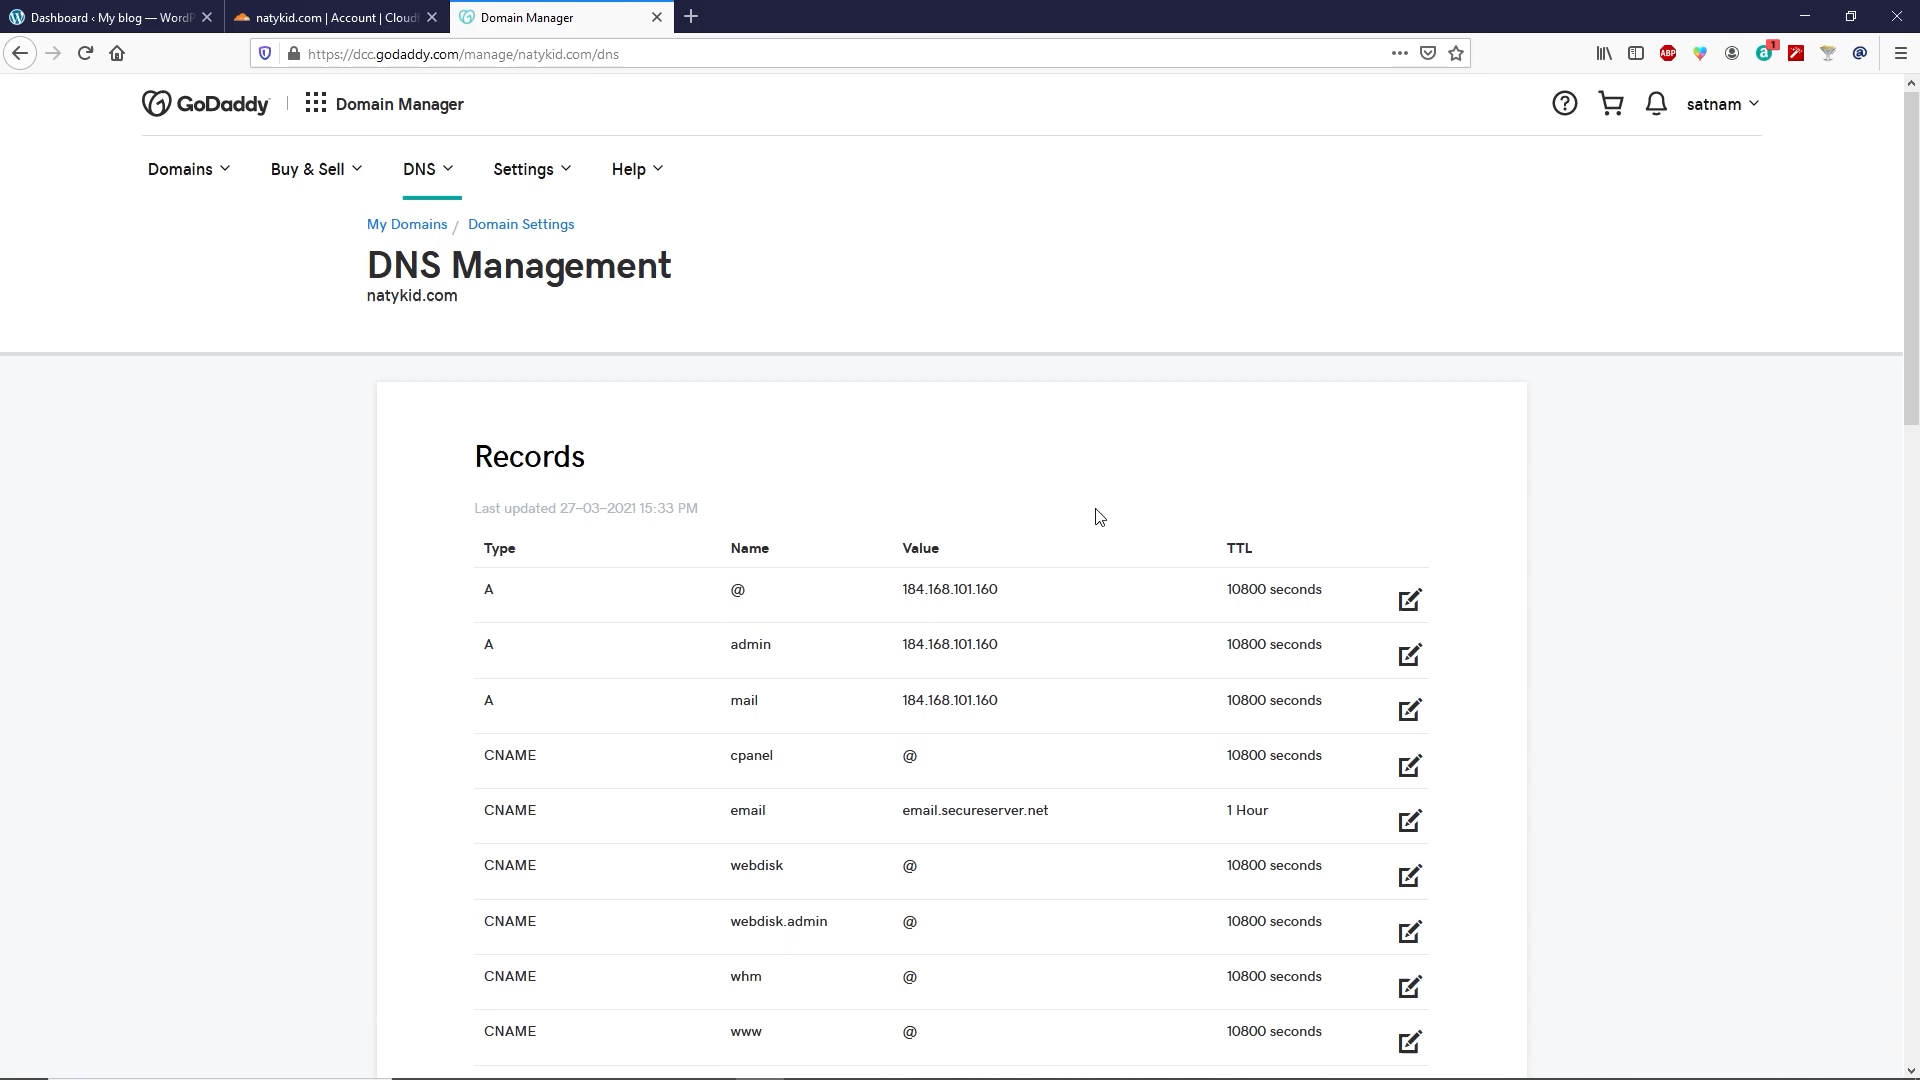 Dashboard ‹ My blog — WordP
natykid.com | Account | Cloudf
Domain Manager
https://dcc.godaddy.com/manage/natykid.com/dns
ABP
1
GoDaddy
Domain Manager
satnam
Domains
Buy & Sell
DNS
Settings
Help
My Domains / Domain Settings
DNS Management
natykid.com
Records
Last updated 27-03-2021 15:33 PM
Type Name Value TTL
A @ 184.168.101.160 10800 seconds
A admin 184.168.101.160 10800 seconds
A mail 184.168.101.160 10800 seconds
CNAME cpanel @ 10800 seconds
CNAME email email.secureserver.net 1 Hour
CNAME webdisk @ 10800 seconds
CNAME webdisk.admin @ 10800 seconds
CNAME whm @ 10800 seconds
CNAME www @ 10800 seconds